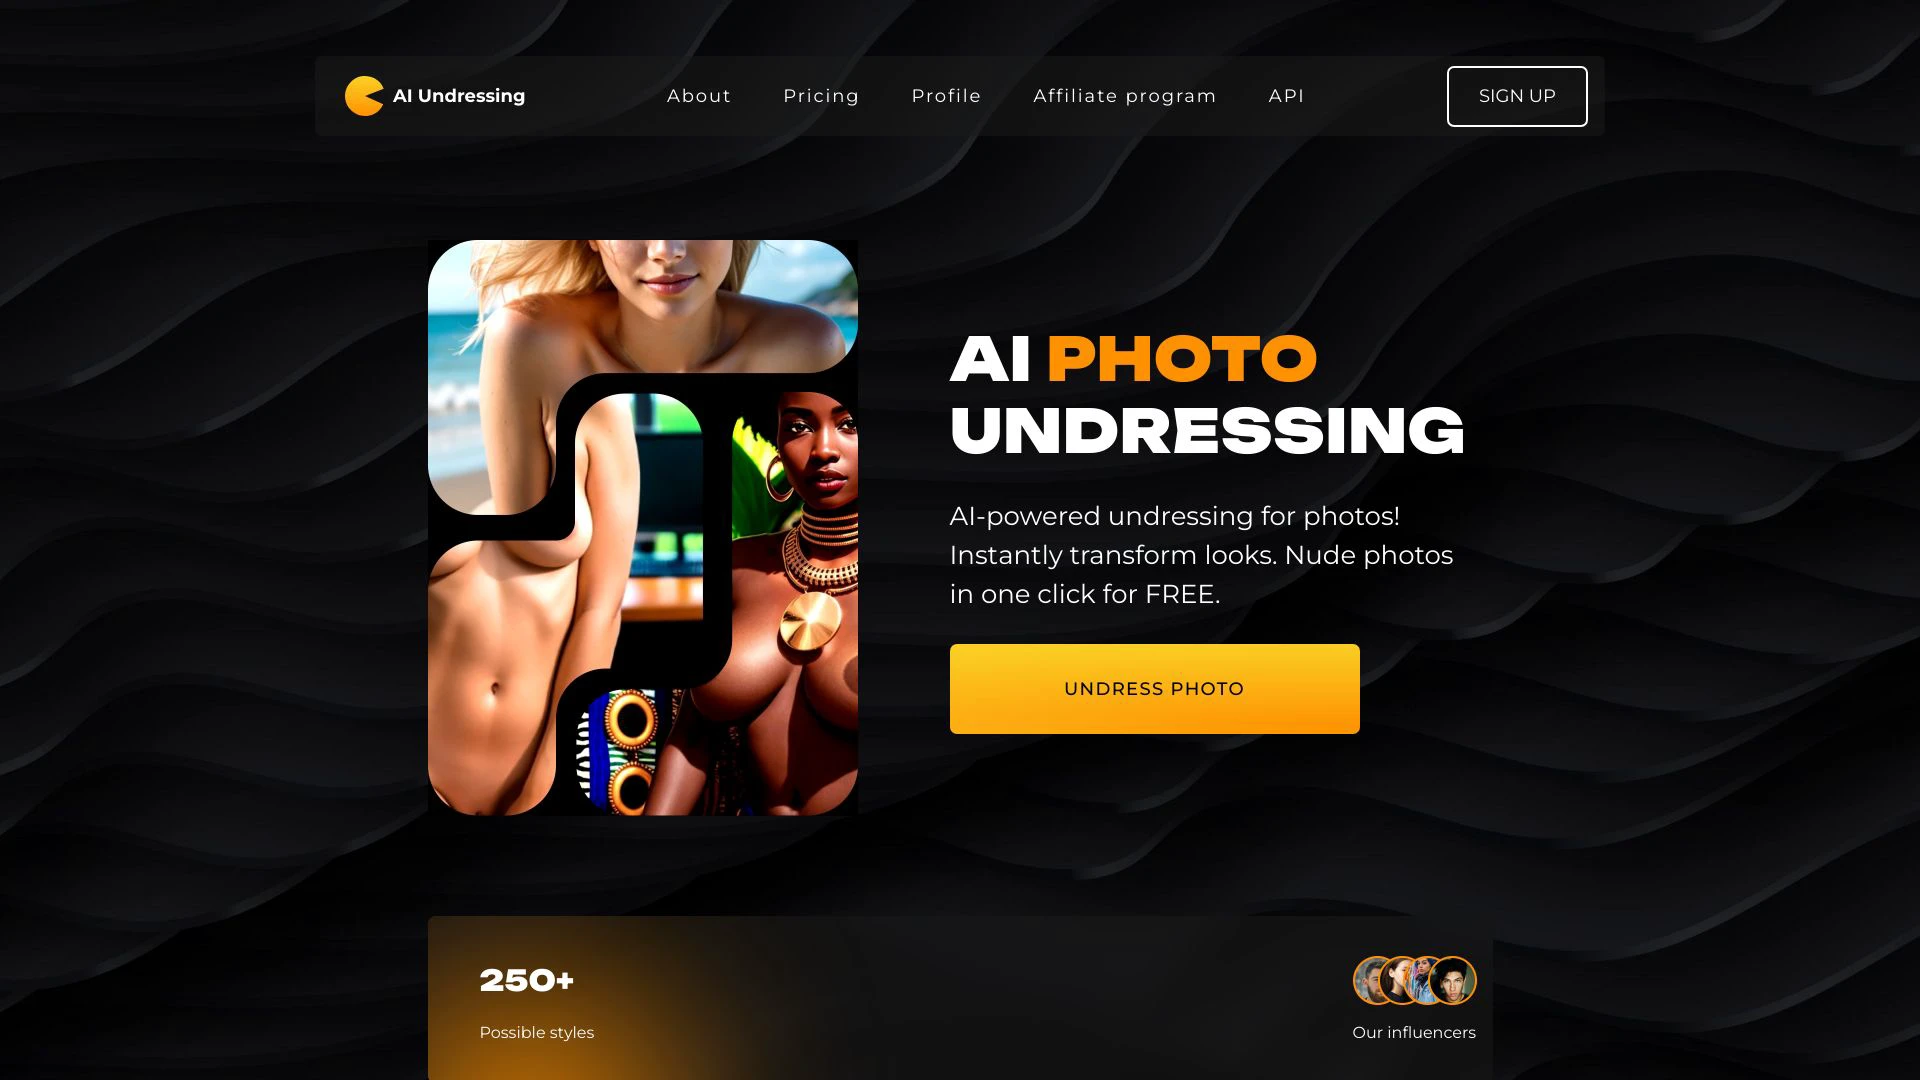 AI Undressing
About
Pricing
Profile
Affiliate program
API
SIGN UP
AI PHOTO
UNDRESSING
AI-powered undressing for photos!
Instantly transform looks. Nude photos
in one click for FREE.
UNDRESS PHOTO
250+
Possible styles
Our influencers